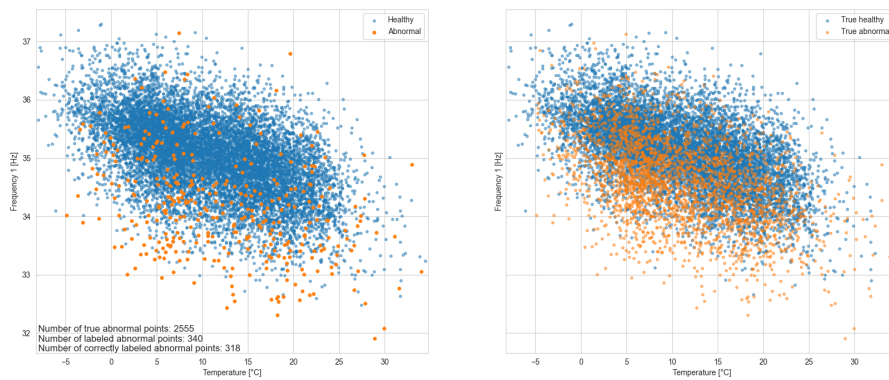 Healthy
Abnormal
37
36
35
34
33
32
Frequency 1 [Hz]
Number of true abnormal points: 2555
Number of labeled abnormal points: 340
Number of correctly labeled abnormal points: 318
−5 0 5 10 15 20 25 30
Temperature [°C]
True healthy
True abnormal
Frequency 1 [Hz]
−5 0 5 10 15 20 25 30
Temperature [°C]